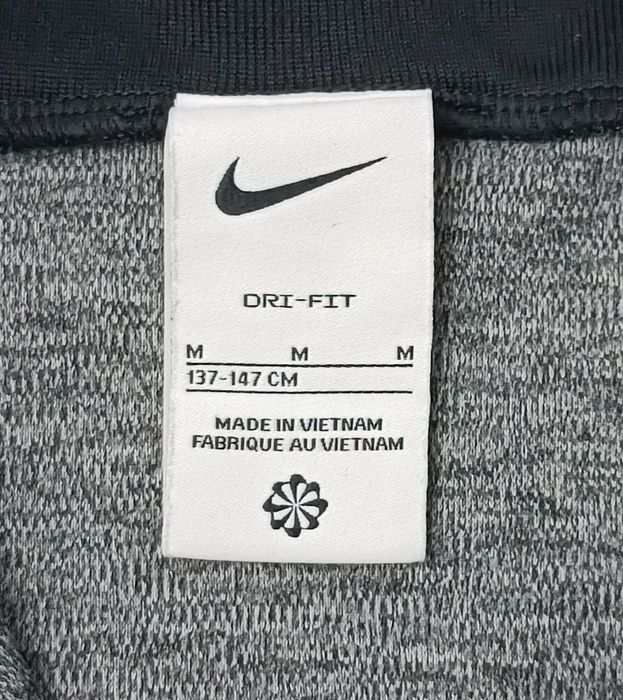 DRI-FIT
M M M
137-147 CM
MADE IN VIETNAM
FABRIQUE AU VIETNAM